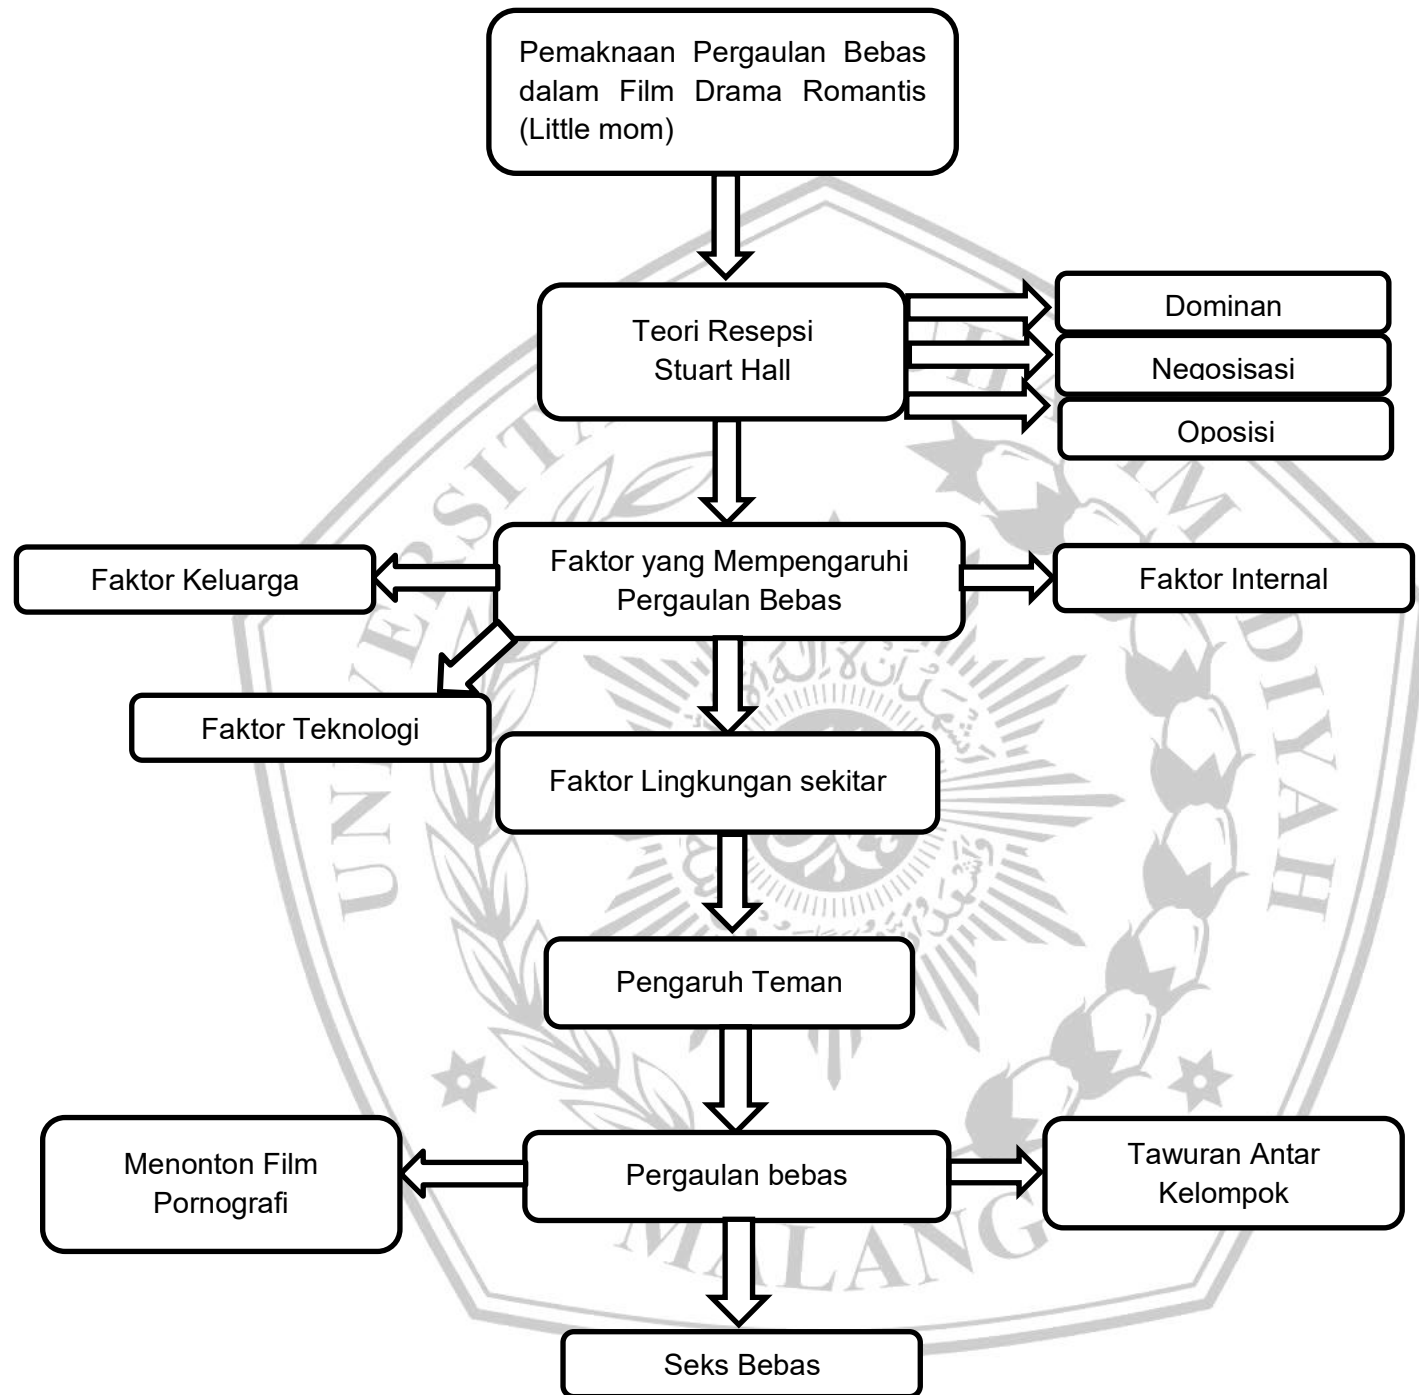 Pemaknaan Pergaulan Bebas
dalam Film Drama Romantis
(Little mom)
Teori Resepsi
Stuart Hall
Dominan
Negosisasi
Oposisi
Faktor yang Mempengaruhi
Pergaulan Bebas
Faktor Keluarga
Faktor Internal
Faktor Teknologi
Faktor Lingkungan sekitar
Pengaruh Teman
Menonton Film
Pornografi
Pergaulan bebas
Tawuran Antar
Kelompok
Seks Bebas
MALANG